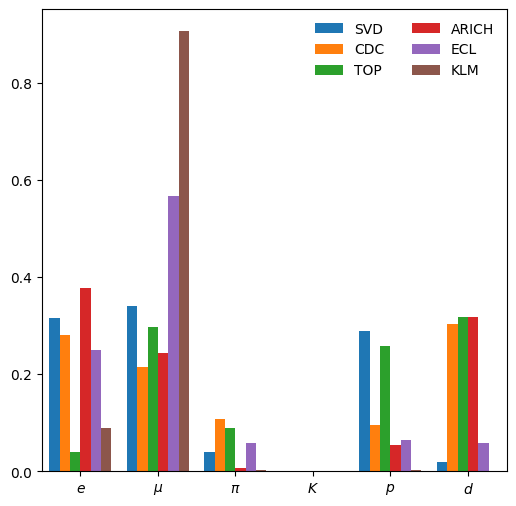 SVD
CDC
TOP
ARICH
ECL
KLM
0.8
0.6
0.4
0.2
0.0
e μ π K p d